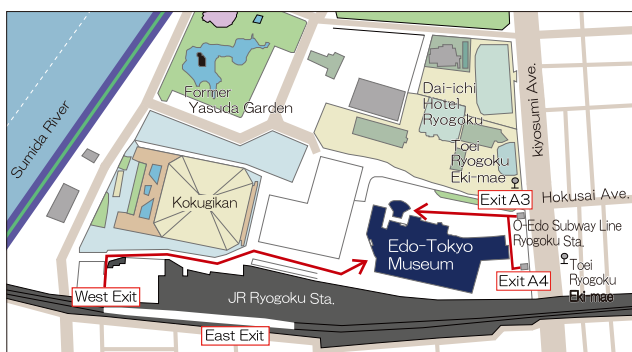 Former
Yasuda Garden
Sumida River
Dai-ichi
Hotel
Ryogoku
kiyosumi Ave.
Toei
Ryogoku
Eki-mae
Kokugikan
Exit A3
Hokusai Ave.
O-Edo Subway Line
Ryogoku Sta.
Edo-Tokyo
Museum
Toei
Ryogoku
Eki-mae
Exit A4
West Exit
JR Ryogoku Sta.
East Exit